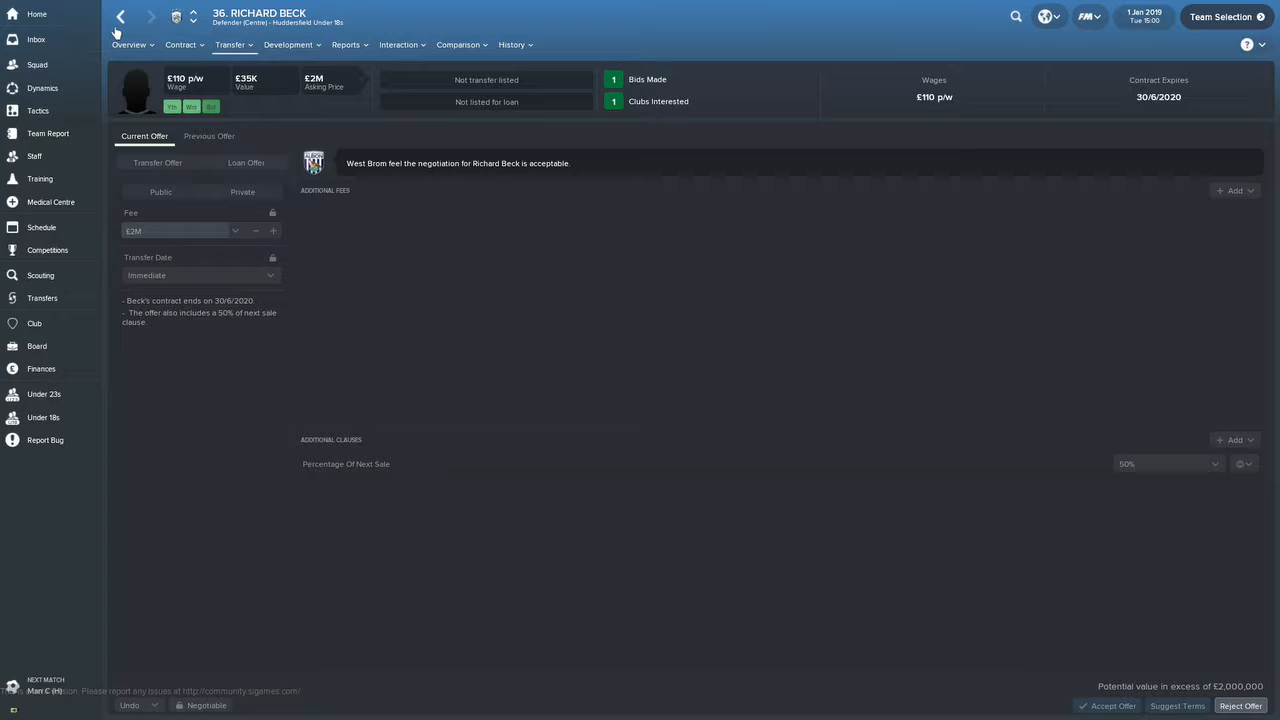 Home
Inbox
Squad
Dynamics
Tactics
Team Report
Staff
Training
Medical Centre
Schedule
Competitions
Scouting
Transfers
Club
Board
Finances
Under 23s
Under 18s
Report Bug
NEXT MATCH
Man C (H)
36. RICHARD BECK
Defender (Centre) - Huddersfield Under 18s
FM
1 Jan 2019
Tue 15:00
Team Selection
Overview Contract Transfer Development Reports Interaction Comparison History
?
£110 p/w
Wage
£35K
Value
£2M
Asking Price
Yth Wnt Bid
Not transfer listed
Not listed for loan
1 Bids Made
1 Clubs Interested
Wages
£110 p/w
Contract Expires
30/6/2020
Current Offer Previous Offer
Transfer Offer Loan Offer
West Brom feel the negotiation for Richard Beck is acceptable.
Public Private
ADDITIONAL FEES
+ Add
Fee
£2M
Transfer Date
Immediate
- Beck's contract ends on 30/6/2020.
- The offer also includes a 50% of next sale
clause.
ADDITIONAL CLAUSES
+ Add
Percentage Of Next Sale 50%
Potential value in excess of £2,000,000
Please report any issues at http://community.sigames.com/
Undo Negotiable
Accept Offer Suggest Terms Reject Offer